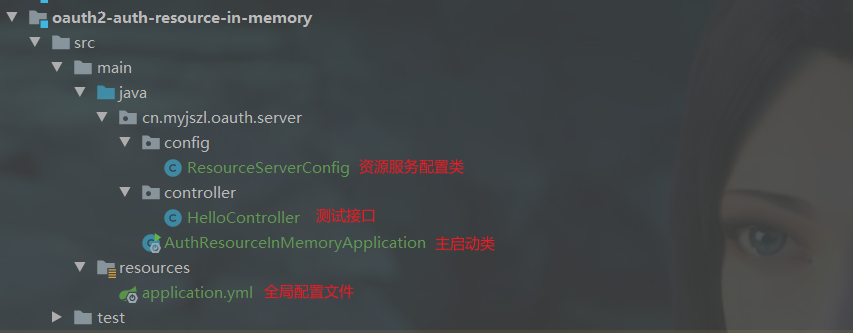 oauth2-auth-resource-in-memory
src
main
java
cn.myjszl.oauth.server
config
ResourceServerConfig 资源服务配置类
controller
HelloController 测试接口
AuthResourceInMemoryApplication 主启动类
resources
application.yml 全局配置文件
test